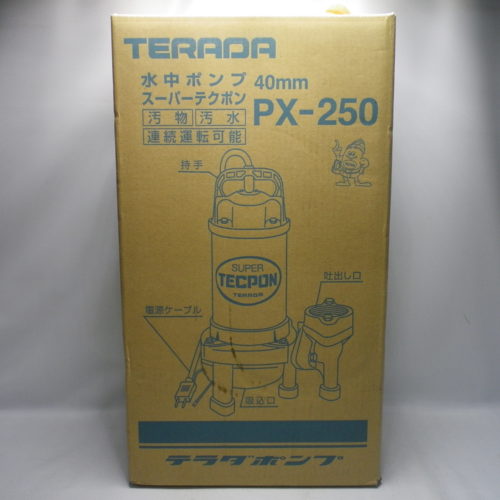 TERADA
水中ポンプ 40mm
スーパーテクポン PX-250
汚物 汚水
連続運転可能
持手
SUPER
TECPON
TERADA
吐出し口
電源ケーブル
吸込口
テラダポンプ